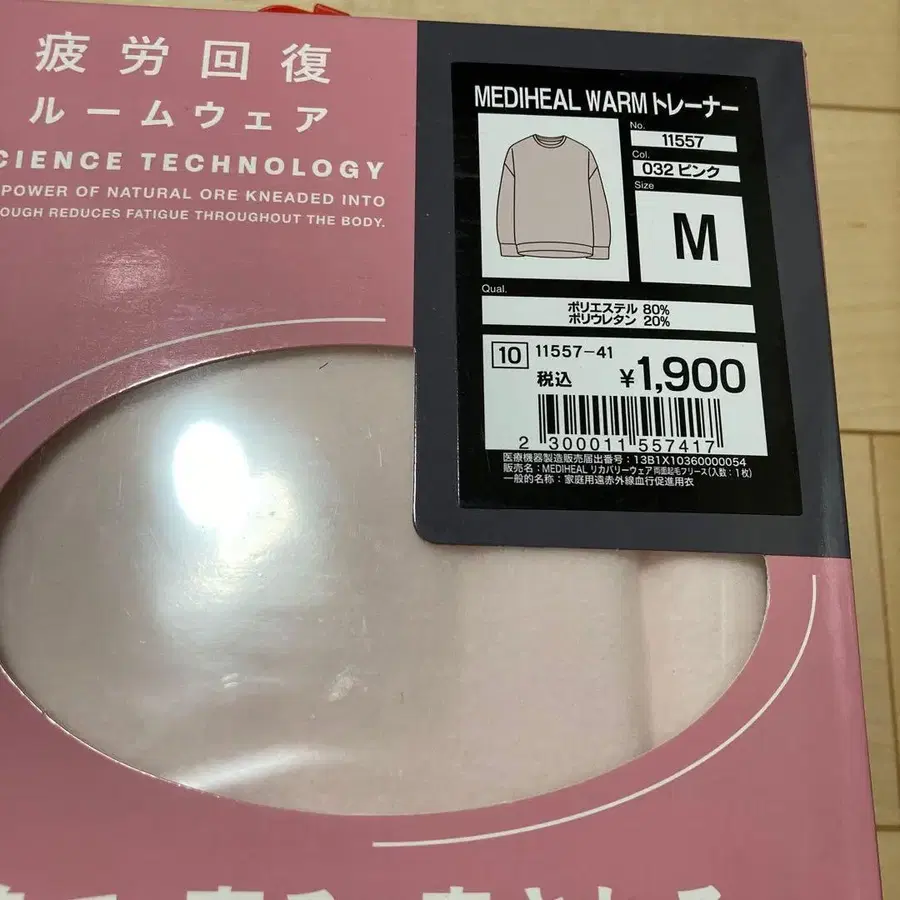 疲労回復
ルームウェア
CIENCE TECHNOLOGY
POWER OF NATURAL ORE KNEADED INTO
OUGH REDUCES FATIGUE THROUGHOUT THE BODY.
MEDIHEAL WARM トレーナー
No.
11557
Col.
032 ピンク
Size
M
Qual.
ポリエステル 80%
ポリウレタン 20%
10 11557-41
税込 ¥1,900
2 300011 557417
医療機器製造販売届出番号：13B1X10360000054
販売名：MEDIHEAL リカバリーウェア両面起毛フリース(入数：1枚)
一般的名称：家庭用遠赤外線血行促進用衣